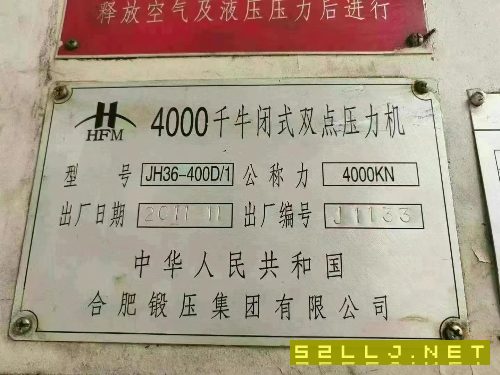 释放空气及液压压力后进行
HFM
4000千牛闭式双点压力机
型号 JH36-400D/1 公称力 4000KN
出厂日期 2011 11 出厂编号 J1133
中华人民共和国
合肥锻压集团有限公司
52LLJ.NET